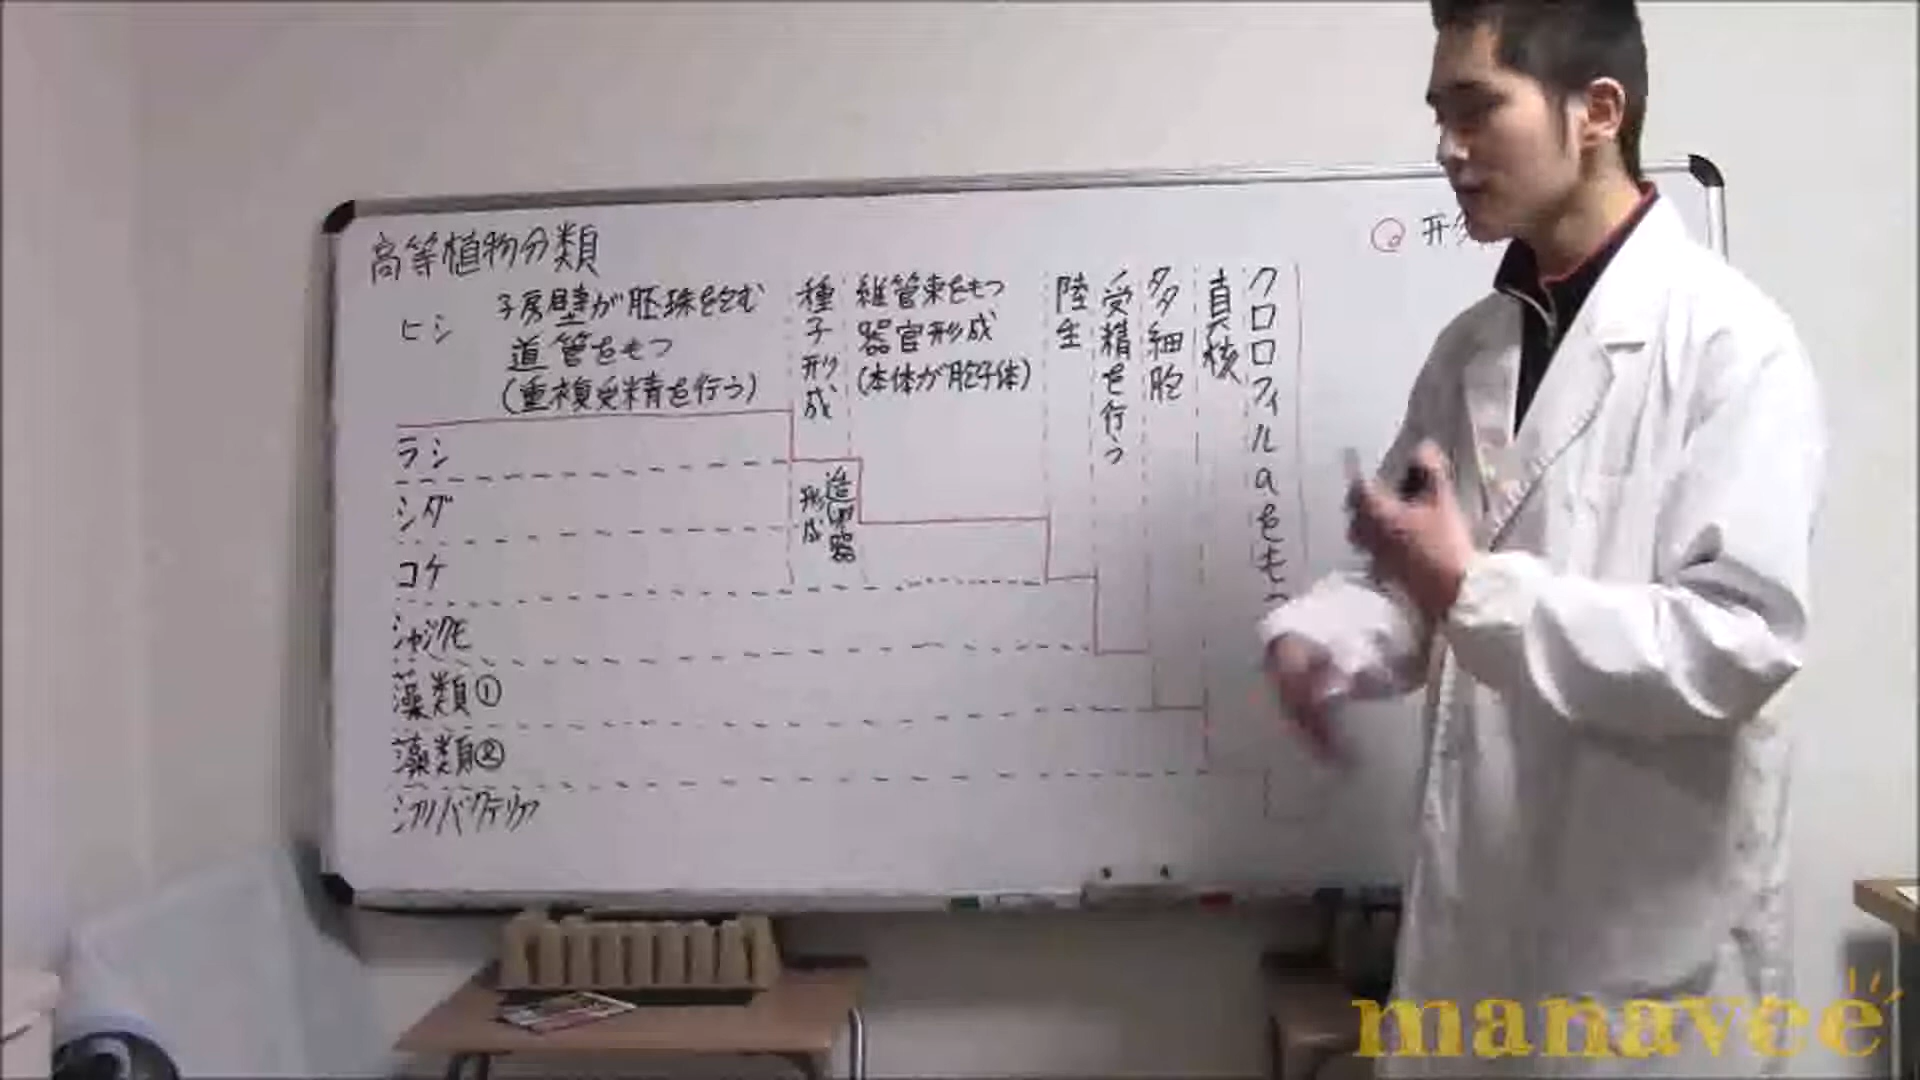 高等植物分類
ヒシ
子房壁が胚珠を包む
道管をもつ
(重複受精を行う)
種子形成
維管束をもつ
器官形成
(本体が胞子体)
陸生
受精を行う
多細胞
真核
クロロフィルaをもつ
ラシ
シダ
造卵器
形成
コケ
シャジクモ
藻類①
藻類②
シアノバクテリア
manavee